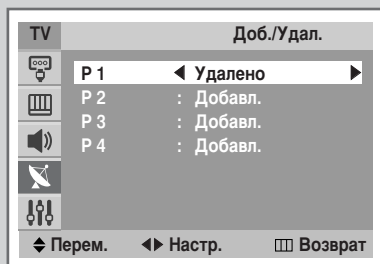 TV Доб./Удал.
P 1 ◀ Удалено ▶
P 2 : Добавл.
P 3 : Добавл.
P 4 : Добавл.
Перем. Настр. Возврат